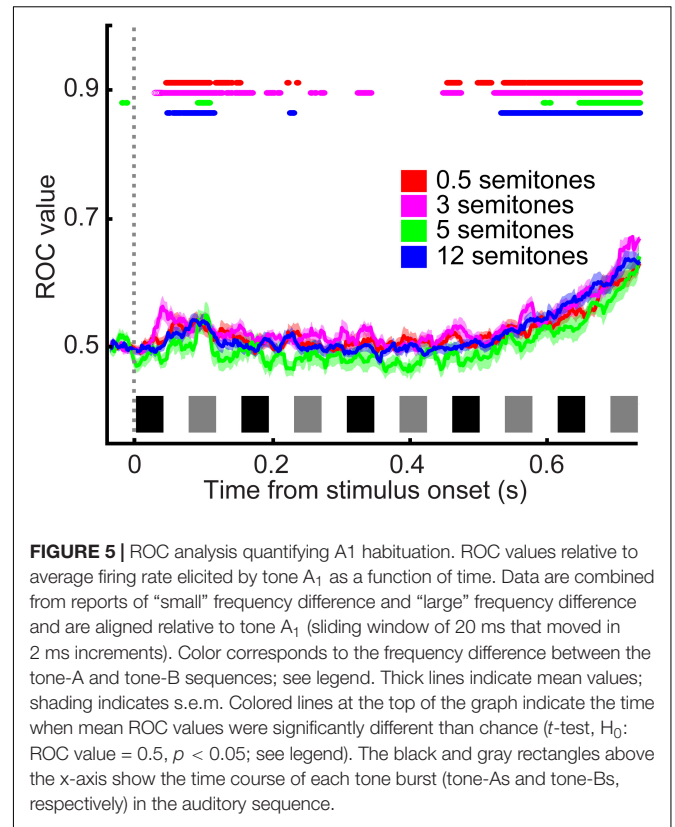 0.9
0.7
0.5
ROC value
0.5 semitones
3 semitones
5 semitones
12 semitones
0
0.2
0.4
0.6
Time from stimulus onset (s)
FIGURE 5 | ROC analysis quantifying A1 habituation. ROC values relative to
average firing rate elicited by tone A₁ as a function of time. Data are combined
from reports of “small” frequency difference and “large” frequency difference
and are aligned relative to tone A₁ (sliding window of 20 ms that moved in
2 ms increments). Color corresponds to the frequency difference between the
tone-A and tone-B sequences; see legend. Thick lines indicate mean values;
shading indicates s.e.m. Colored lines at the top of the graph indicate the time
when mean ROC values were significantly different than chance (t-test, H₀:
ROC value = 0.5, p < 0.05; see legend). The black and gray rectangles above
the x-axis show the time course of each tone burst (tone-As and tone-Bs,
respectively) in the auditory sequence.